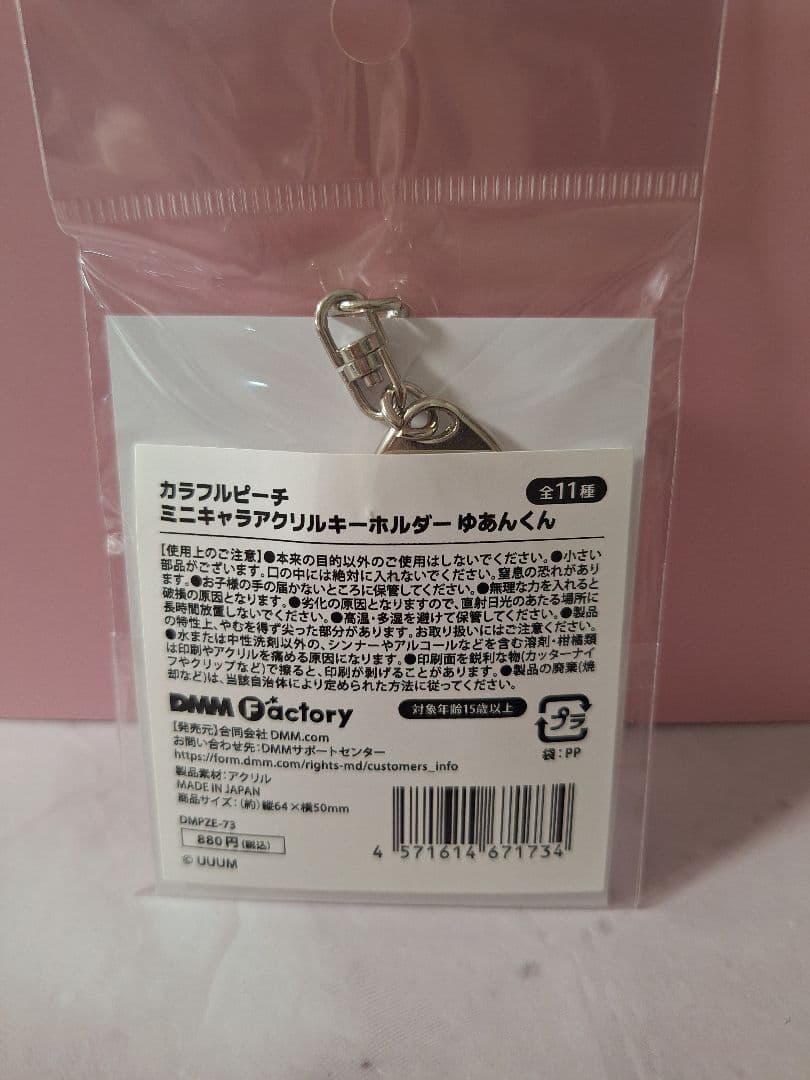 カラフルピーチ
全11種
ミニキャラアクリルキーホルダー ゆあんくん
【使用上のご注意】●本来の目的以外のご使用はしないでください。●小さい
部品がございます。口の中には絶対に入れないでください。窒息の恐れがあり
ます。●お子様の手の届かないところに保管してください。●無理な力を入れると
破損の原因となります。●劣化の原因となりますので、直射日光のあたる場所に
長時間放置しないでください。●高温・多湿を避けて保管してください。●製品
の特性上、やむを得ず尖った部分があります。お取り扱いにはご注意ください。
●水または中性洗剤以外の、シンナーやアルコールなどを含む溶剤・柑橘類
は印刷やアクリルを痛める原因になります。●印刷面を鋭利な物(カッターナイ
フやクリップなど)で擦ると、印刷が剥げることがあります。●製品の廃棄(焼
却など)は、当該自治体により定められた方法に従ってください。
DMM Factory
対象年齢15歳以上
プラ
袋：PP
【発売元】合同会社 DMM.com
お問い合わせ先：DMMサポートセンター
https://form.dmm.com/rights-md/customers_info
製品素材：アクリル
MADE IN JAPAN
商品サイズ：(約)縦64×横50mm
DMPZE-73
880円(税込)
© UUUM
4 571614 671734